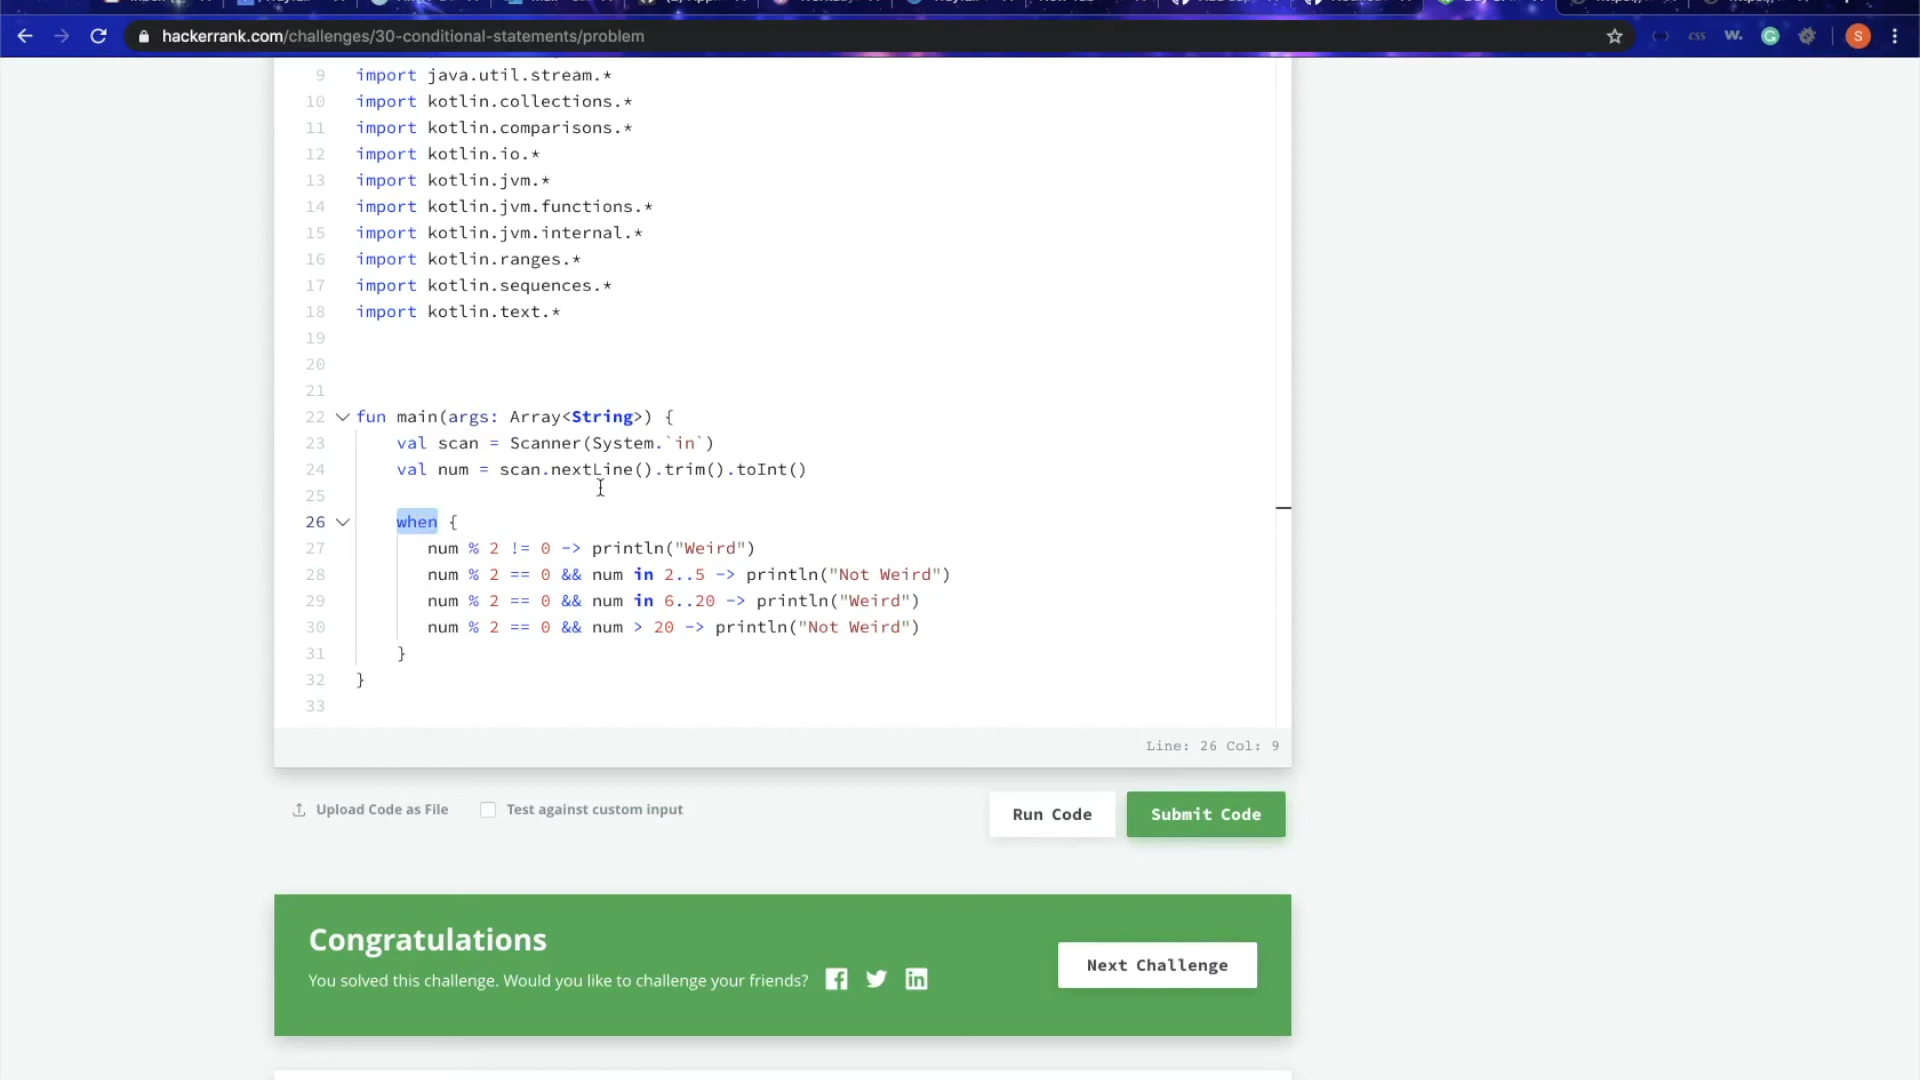 hackerrank.com/challenges/30-conditional-statements/problem
css
W.
S
9 import java.util.stream.*
10 import kotlin.collections.*
11 import kotlin.comparisons.*
12 import kotlin.io.*
13 import kotlin.jvm.*
14 import kotlin.jvm.functions.*
15 import kotlin.jvm.internal.*
16 import kotlin.ranges.*
17 import kotlin.sequences.*
18 import kotlin.text.*
19
20
21
22 fun main(args: Array<String>) {
23 val scan = Scanner(System.`in`)
24 val num = scan.nextLine().trim().toInt()
25
26 when {
27 num % 2 != 0 -> println("Weird")
28 num % 2 == 0 && num in 2..5 -> println("Not Weird")
29 num % 2 == 0 && num in 6..20 -> println("Weird")
30 num % 2 == 0 && num > 20 -> println("Not Weird")
31 }
32 }
33
Line: 26 Col: 9
Upload Code as File Test against custom input Run Code Submit Code
Congratulations
You solved this challenge. Would you like to challenge your friends?
Next Challenge